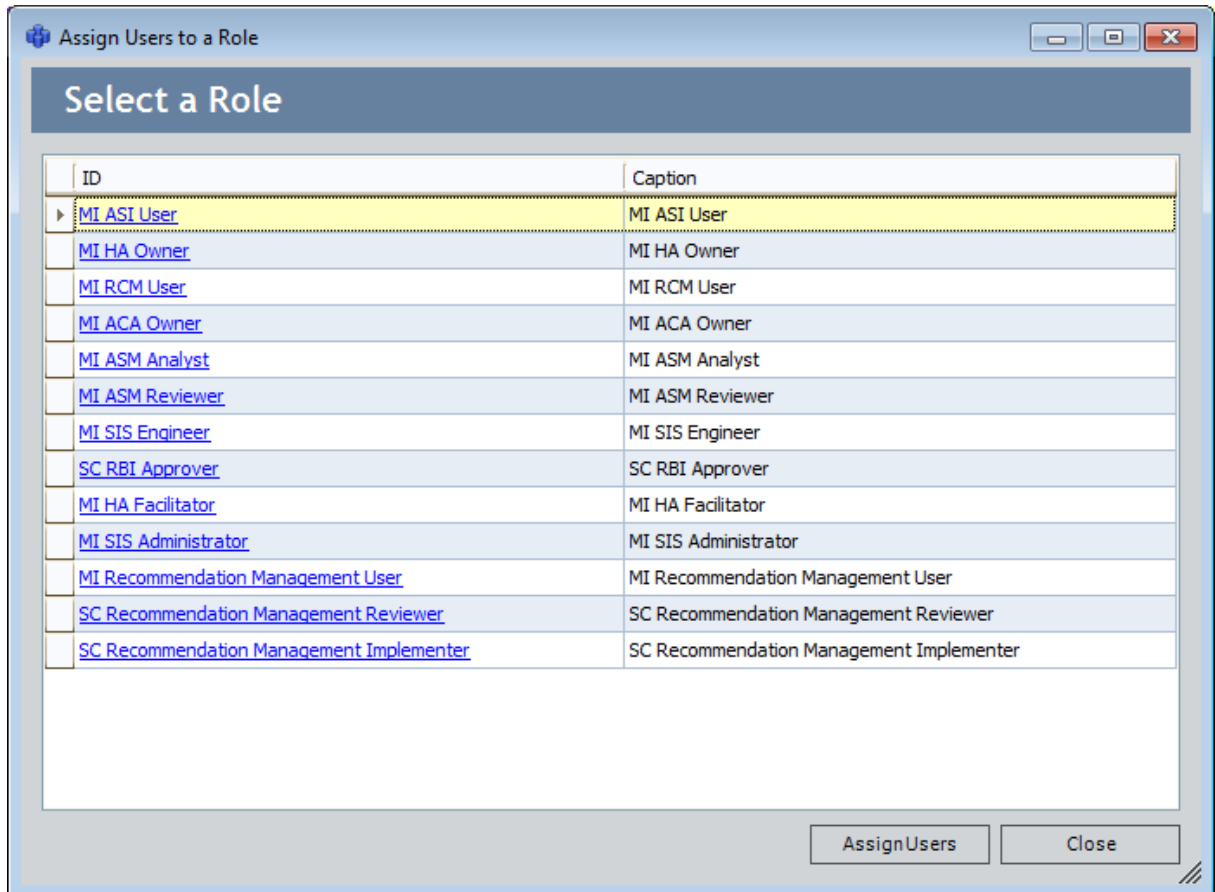 Assign Users to a Role
Select a Role
ID Caption
MI ASI User MI ASI User
MI HA Owner MI HA Owner
MI RCM User MI RCM User
MI ACA Owner MI ACA Owner
MI ASM Analyst MI ASM Analyst
MI ASM Reviewer MI ASM Reviewer
MI SIS Engineer MI SIS Engineer
SC RBI Approver SC RBI Approver
MI HA Facilitator MI HA Facilitator
MI SIS Administrator MI SIS Administrator
MI Recommendation Management User MI Recommendation Management User
SC Recommendation Management Reviewer SC Recommendation Management Reviewer
SC Recommendation Management Implementer SC Recommendation Management Implementer
AssignUsers Close